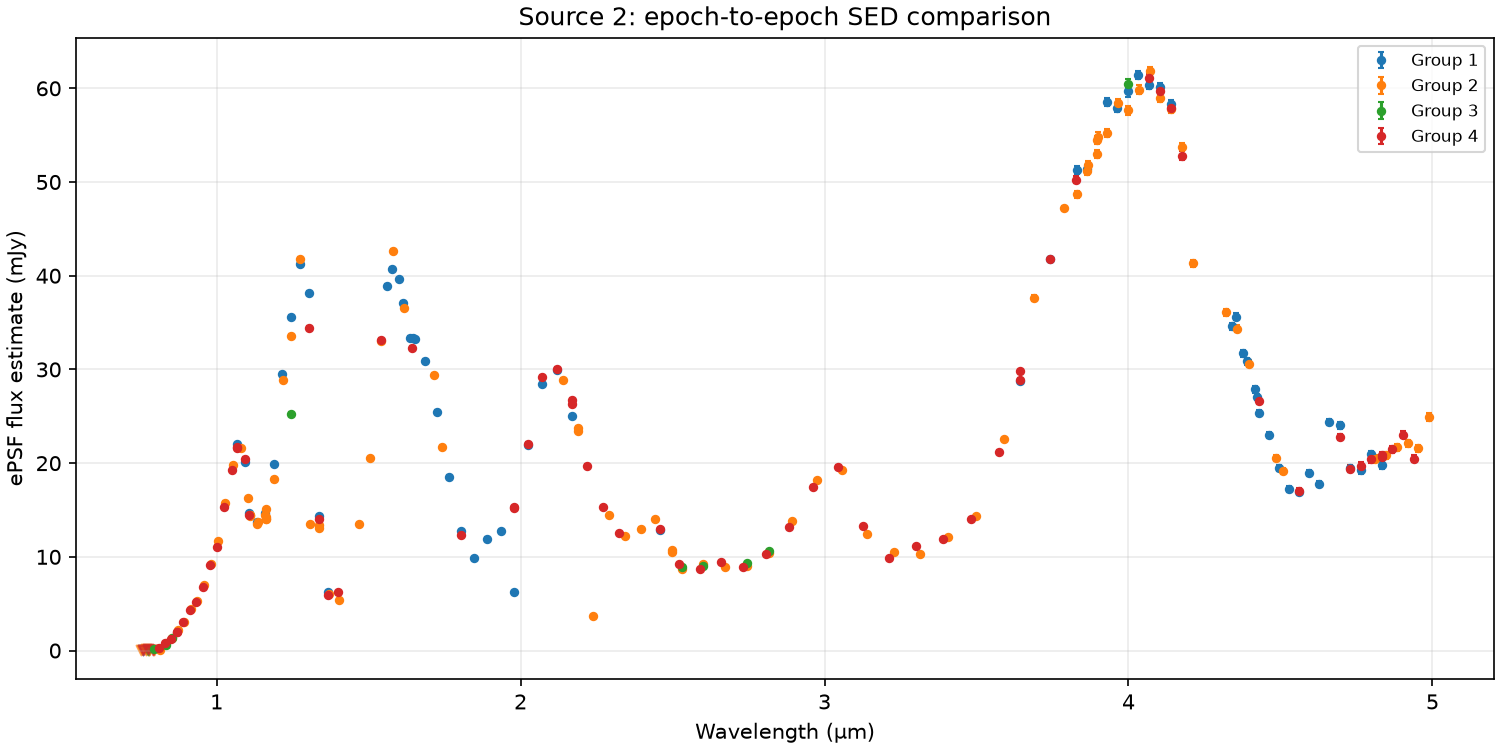 Source 2: epoch-to-epoch SED comparison
ePSF flux estimate (mJy)
60
50
40
30
20
10
0
Group 1
Group 2
Group 3
Group 4
1
2
3
4
5
Wavelength (μm)